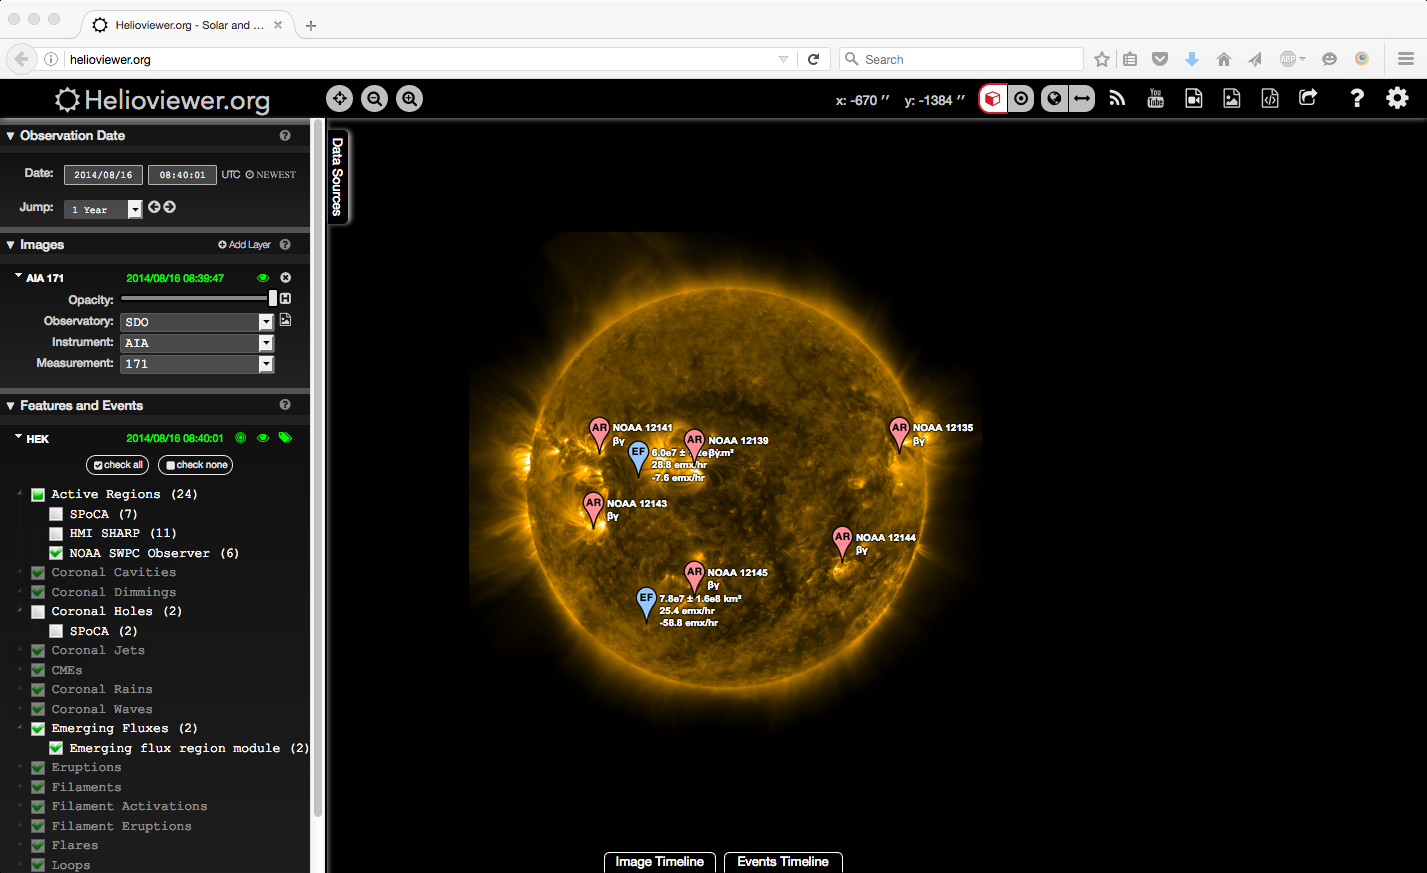 Helioviewer.org - Solar and ...
helioviewer.org
Search
ABP
Helioviewer.org
x: -670 ′′ y: -1384 ′′
You
Tube
?
Observation Date ?
Date: 2014/08/16 08:40:01 UTC NEWEST
Jump: 1 Year
Images Add Layer ?
AIA 171 2014/08/16 08:39:47
Opacity:
Observatory: SDO
Instrument: AIA
Measurement: 171
Features and Events ?
HEK 2014/08/16 08:40:01
check all check none
Active Regions (24)
SPoCA (7)
HMI SHARP (11)
NOAA SWPC Observer (6)
Coronal Cavities
Coronal Dimmings
Coronal Holes (2)
SPoCA (2)
Coronal Jets
CMEs
Coronal Rains
Coronal Waves
Emerging Fluxes (2)
Emerging flux region module (2)
Eruptions
Filaments
Filament Activations
Filament Eruptions
Flares
Loops
Data Sources
AR NOAA 12141
βγ
AR NOAA 12139
βγ
EF 6.0e7 ±
28.8 emx/hr
-7.6 emx/hr
AR NOAA 12135
βγ
AR NOAA 12143
βγ
AR NOAA 12144
βγ
AR NOAA 12145
βγ
EF 7.8e7 ± 1.6e8 km²
25.4 emx/hr
-58.8 emx/hr
Image Timeline
Events Timeline